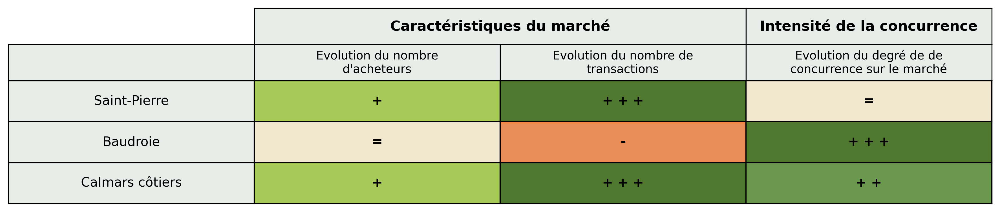 Caractéristiques du marché
Intensité de la concurrence
Evolution du nombre
d'acheteurs
Evolution du nombre de
transactions
Evolution du degré de de
concurrence sur le marché
Saint-Pierre
+
+ + +
=
Baudroie
=
-
+ + +
Calmars côtiers
+
+ + +
+ +